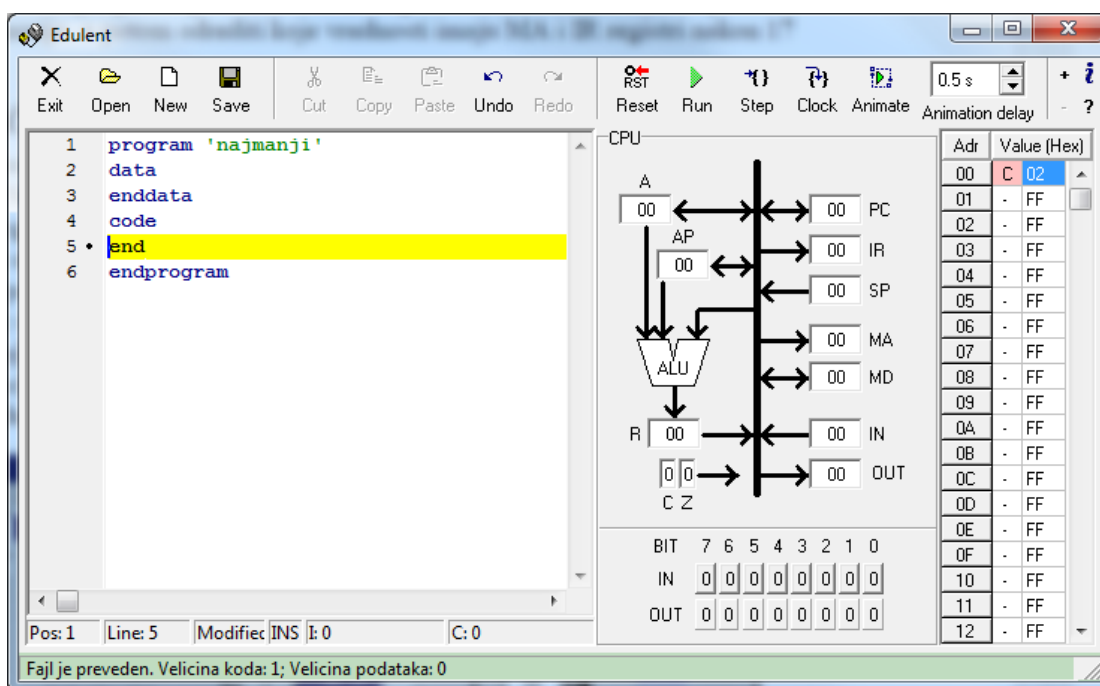 Edulent
Exit Open New Save Cut Copy Paste Undo Redo Reset Run Step Clock Animate
RST
0.5 s
Animation delay
+ i
- ?
1 program 'najmanji'
2 data
3 enddata
4 code
5 • end
6 endprogram
Pos: 1 Line: 5 Modified INS I: 0 C: 0
Fajl je preveden. Velicina koda: 1; Velicina podataka: 0
CPU
A
00 00 PC
AP
00 00 IR
00 SP
00 MA
ALU 00 MD
R 00 00 IN
0 0 00 OUT
C Z
BIT 7 6 5 4 3 2 1 0
IN 0 0 0 0 0 0 0 0
OUT 0 0 0 0 0 0 0 0
Adr Value (Hex)
00 C 02
01 - FF
02 - FF
03 - FF
04 - FF
05 - FF
06 - FF
07 - FF
08 - FF
09 - FF
0A - FF
0B - FF
0C - FF
0D - FF
0E - FF
0F - FF
10 - FF
11 - FF
12 - FF